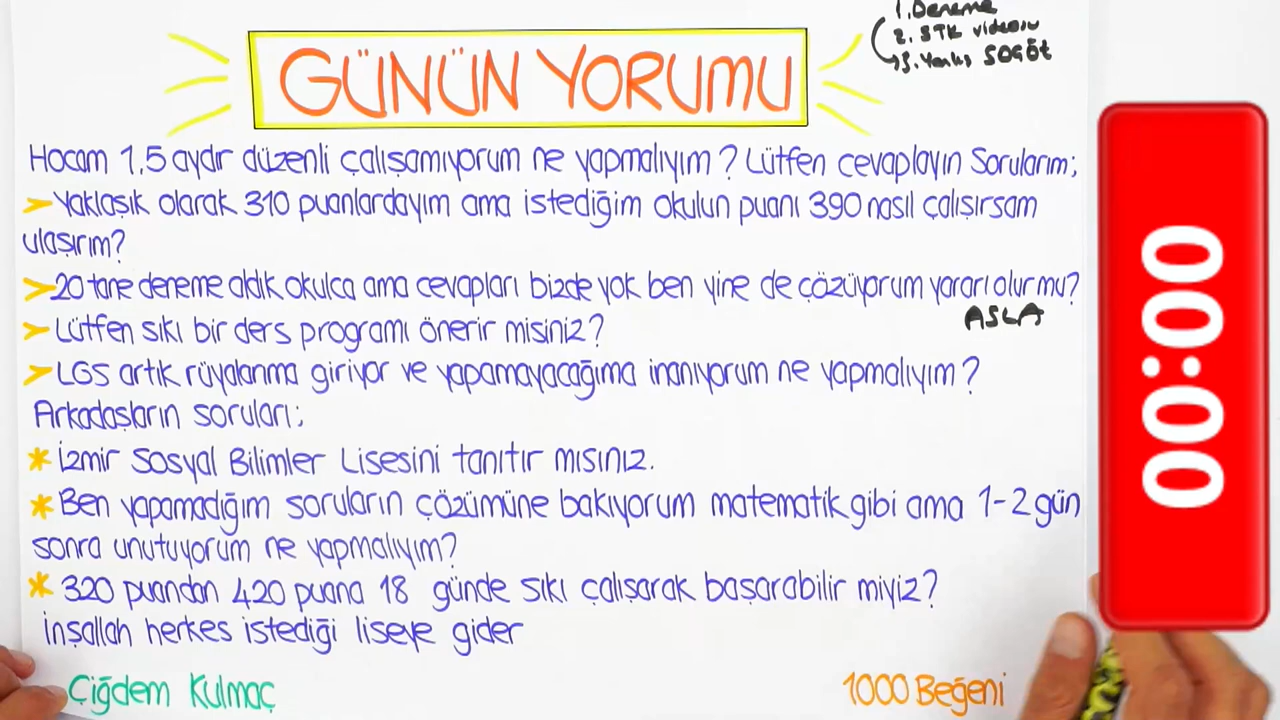 1. Deneme
2. STK videosu
3. Yanlış SOĞÖT
GÜNÜN YORUMU
Hocam 1,5 aydır düzenli çalışamıyorum ne yapmalıyım? Lütfen cevaplayın Sorularım;
➤ Yaklaşık olarak 310 puanlardayım ama istediğim okulun puanı 390 nasıl çalışırsam
ulaşırım?
➤ 20 tane deneme aldık okulca ama cevapları bizde yok ben yine de çözüyorum yararı olur mu?
ASLA
➤ Lütfen sıkı bir ders programı önerir misiniz?
➤ LGS artık rüyalarıma giriyor ve yapamayacağıma inanıyorum ne yapmalıyım?
Arkadaşların soruları;
* İzmir Sosyal Bilimler Lisesini tanıtır mısınız.
* Ben yapamadığım soruların çözümüne bakıyorum matematik gibi ama 1-2 gün
sonra unutuyorum ne yapmalıyım?
* 320 puandan 420 puana 18 günde sıkı çalışarak başarabilir miyiz?
İnşallah herkes istediği liseye gider
Çiğdem Kulmaç
1000 Beğeni
00:00